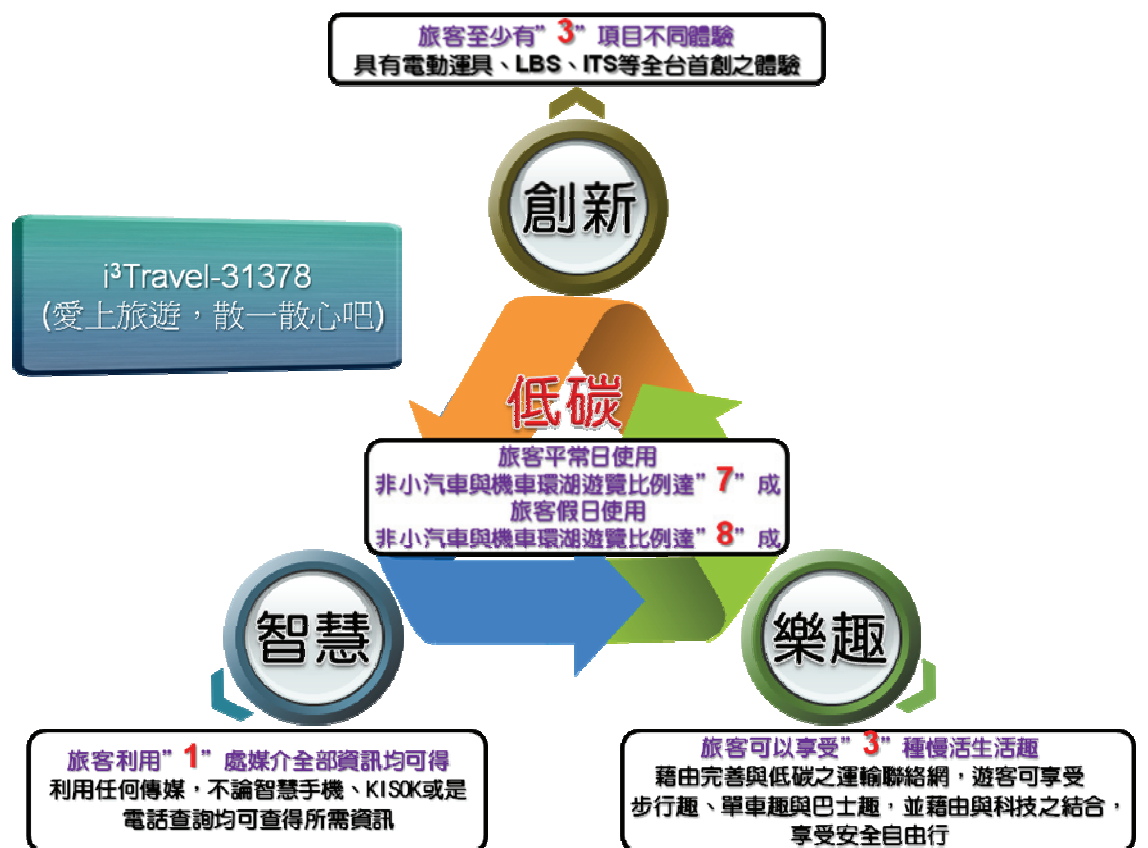 旅客至少有”3”項目不同體驗
具有電動運具、LBS、ITS等全台首創之體驗
創新
i³Travel-31378
(愛上旅遊，散一散心吧)
低碳
旅客平常日使用
非小汽車與機車環湖遊覽比例達”7”成
旅客假日使用
非小汽車與機車環湖遊覽比例達”8”成
智慧
樂趣
旅客利用”1”處媒介全部資訊均可得
利用任何傳媒，不論智慧手機、KISOK或是
電話查詢均可查得所需資訊
旅客可以享受”3”種慢活生活趣
藉由完善與低碳之運輸聯絡網，遊客可享受
步行趣、單車趣與巴士趣，並藉由與科技之結合，
享受安全自由行